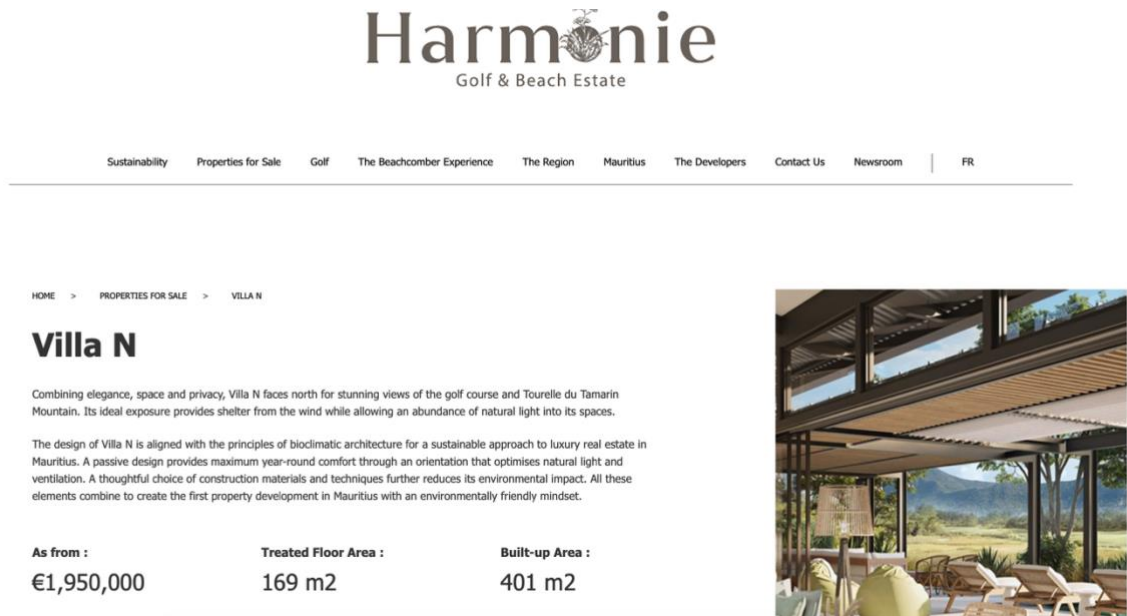 Harmonie
Golf & Beach Estate
Sustainability Properties for Sale Golf The Beachcomber Experience The Region Mauritius The Developers Contact Us Newsroom | FR
HOME > PROPERTIES FOR SALE > VILLA N
Villa N
Combining elegance, space and privacy, Villa N faces north for stunning views of the golf course and Tourelle du Tamarin
Mountain. Its ideal exposure provides shelter from the wind while allowing an abundance of natural light into its spaces.
The design of Villa N is aligned with the principles of bioclimatic architecture for a sustainable approach to luxury real estate in
Mauritius. A passive design provides maximum year-round comfort through an orientation that optimises natural light and
ventilation. A thoughtful choice of construction materials and techniques further reduces its environmental impact. All these
elements combine to create the first property development in Mauritius with an environmentally friendly mindset.
As from : Treated Floor Area : Built-up Area :
€1,950,000 169 m2 401 m2